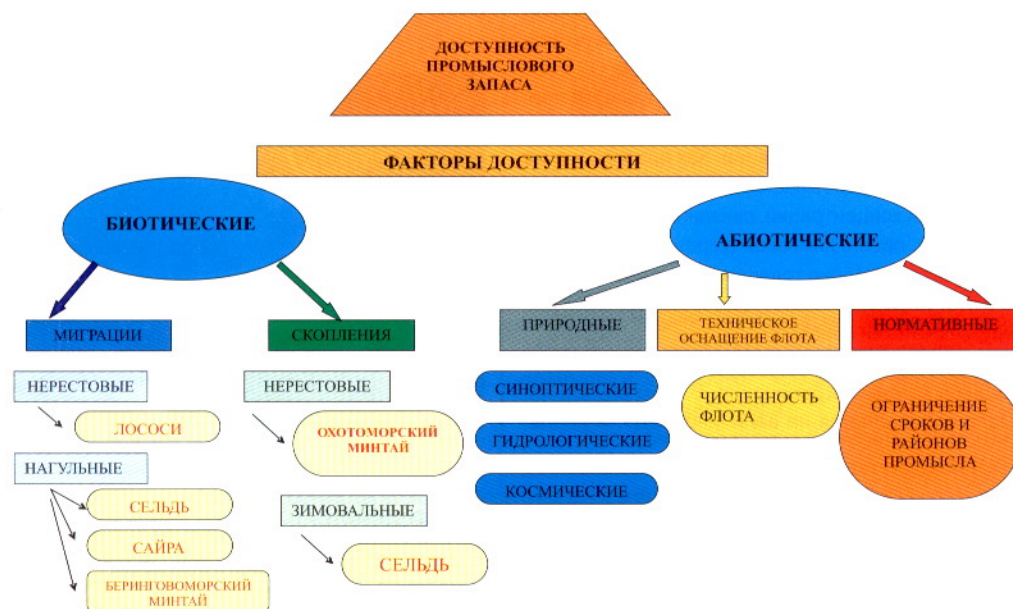 ДОСТУПНОСТЬ
ПРОМЫСЛОВОГО
ЗАПАСА
ФАКТОРЫ ДОСТУПНОСТИ
БИОТИЧЕСКИЕ
АБИОТИЧЕСКИЕ
МИГРАЦИИ
СКОПЛЕНИЯ
ПРИРОДНЫЕ
ТЕХНИЧЕСКОЕ
ОСНАЩЕНИЕ ФЛОТА
НОРМАТИВНЫЕ
НЕРЕСТОВЫЕ
ЛОСОСИ
НАГУЛЬНЫЕ
СЕЛЬДЬ
САЙРА
БЕРИНГОВОМОРСКИЙ
МИНТАЙ
НЕРЕСТОВЫЕ
ОХОТОМОРСКИЙ
МИНТАЙ
ЗИМОВАЛЬНЫЕ
СЕЛЬДЬ
СИНОПТИЧЕСКИЕ
ГИДРОЛОГИЧЕСКИЕ
КОСМИЧЕСКИЕ
ЧИСЛЕННОСТЬ
ФЛОТА
ОГРАНИЧЕНИЕ
СРОКОВ И
РАЙОНОВ
ПРОМЫСЛА